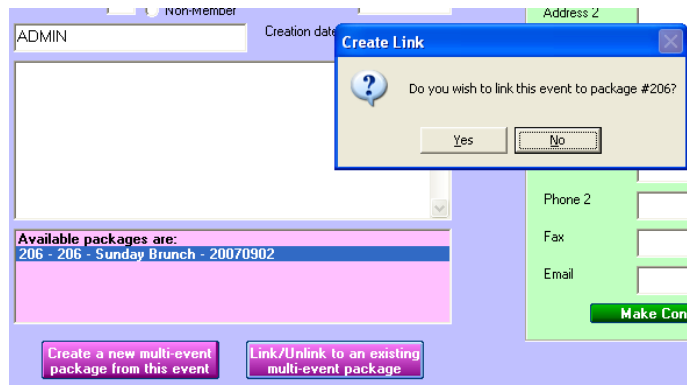 Non-Member
Address 2
ADMIN
Creation date
Create Link
Do you wish to link this event to package #206?
Yes
No
Phone 2
Available packages are:
206 - 206 - Sunday Brunch - 20070902
Fax
Email
Make Con
Create a new multi-event
package from this event
Link/Unlink to an existing
multi-event package